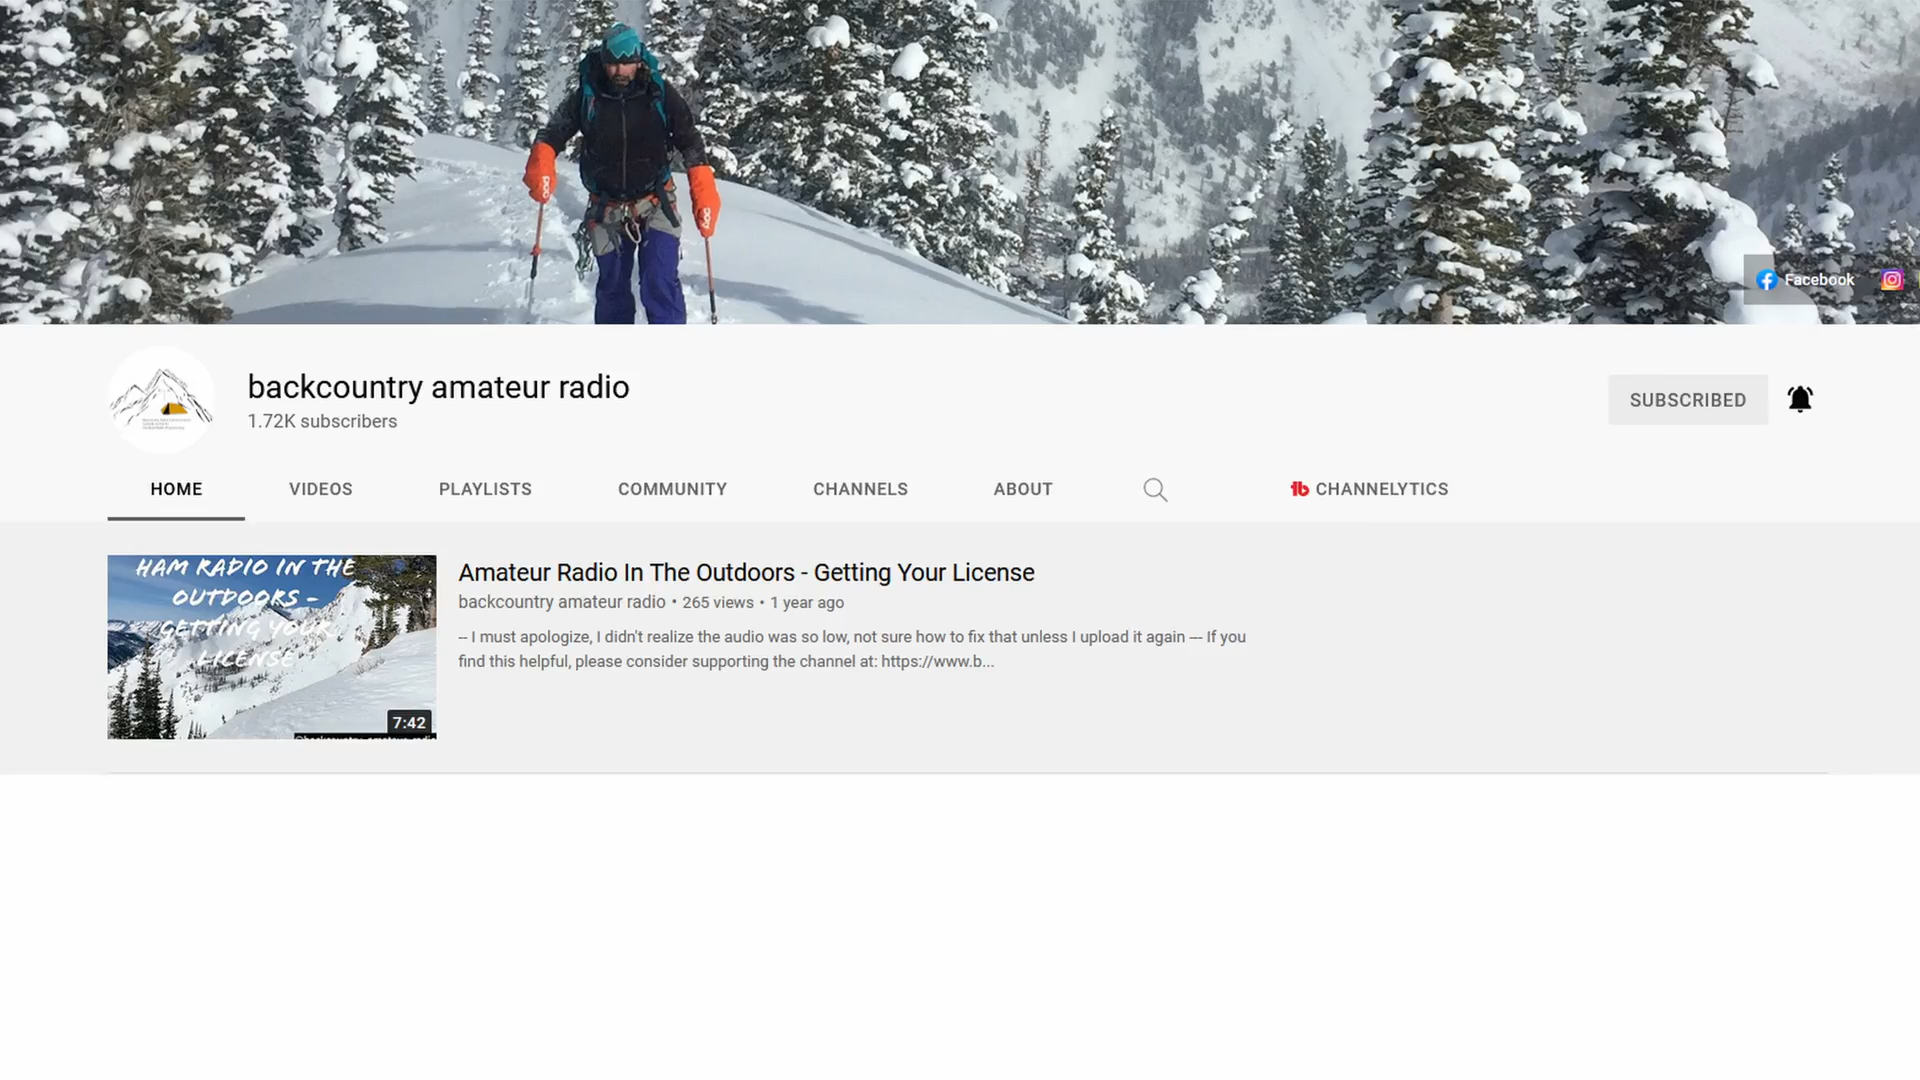 POC
POC
Facebook
backcountry amateur radio
1.72K subscribers
SUBSCRIBED
HOME
VIDEOS
PLAYLISTS
COMMUNITY
CHANNELS
ABOUT
CHANNELYTICS
HAM RADIO IN THE
OUTDOORS -
GETTING YOUR
LICENSE
7:42
Amateur Radio In The Outdoors - Getting Your License
backcountry amateur radio • 265 views • 1 year ago
-- I must apologize, I didn't realize the audio was so low, not sure how to fix that unless I upload it again --- If you
find this helpful, please consider supporting the channel at: https://www.b...